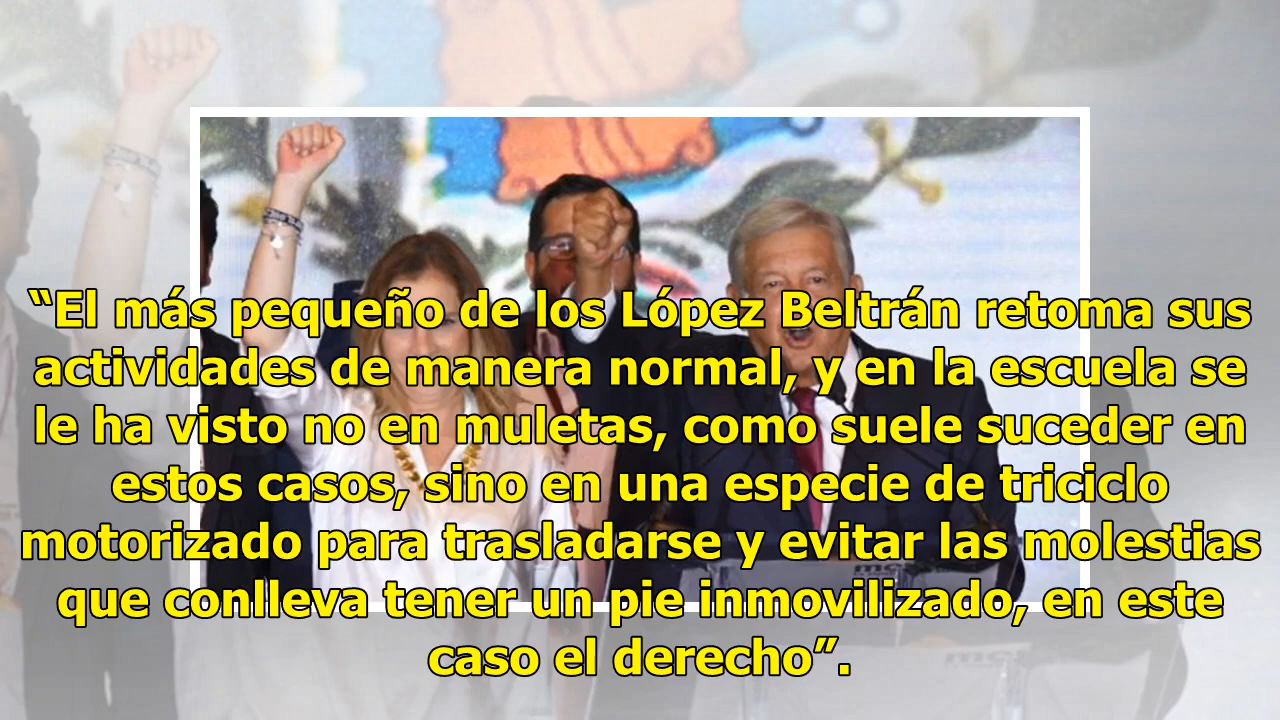 “El más pequeño de los López Beltrán retoma sus
actividades de manera normal, y en la escuela se
le ha visto no en muletas, como suele suceder en
estos casos, sino en una especie de triciclo
motorizado para trasladarse y evitar las molestias
que conlleva tener un pie inmovilizado, en este
caso el derecho”.